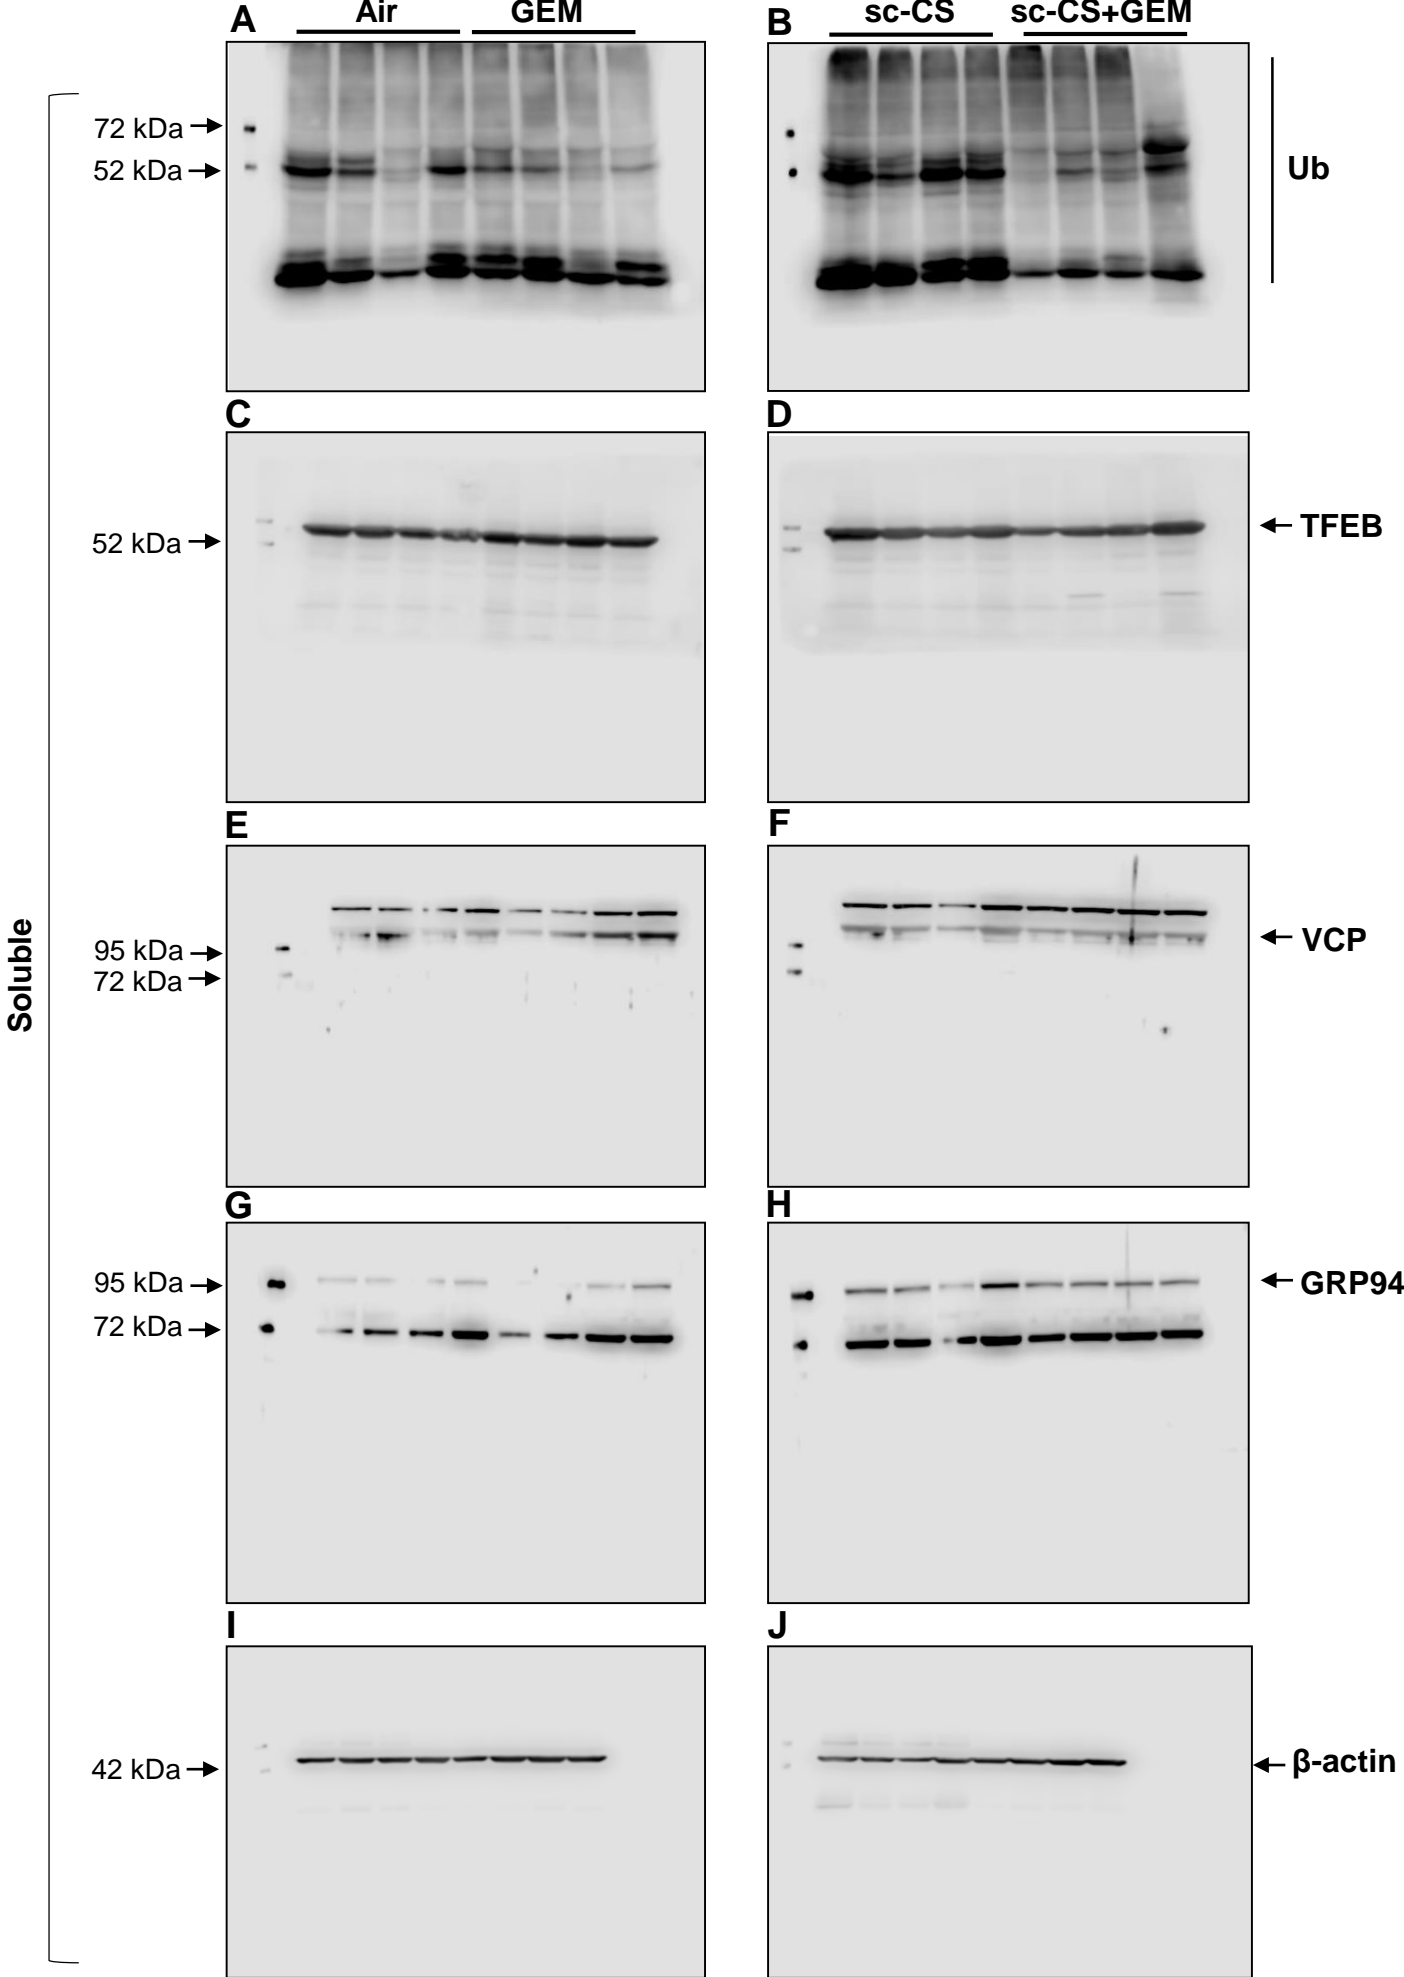 A Air GEM
B sc-CS sc-CS+GEM
72 kDa
52 kDa
Ub
C
D
52 kDa
TFEB
E
F
95 kDa
72 kDa
VCP
Soluble
G
H
95 kDa
72 kDa
GRP94
I
J
42 kDa
β-actin